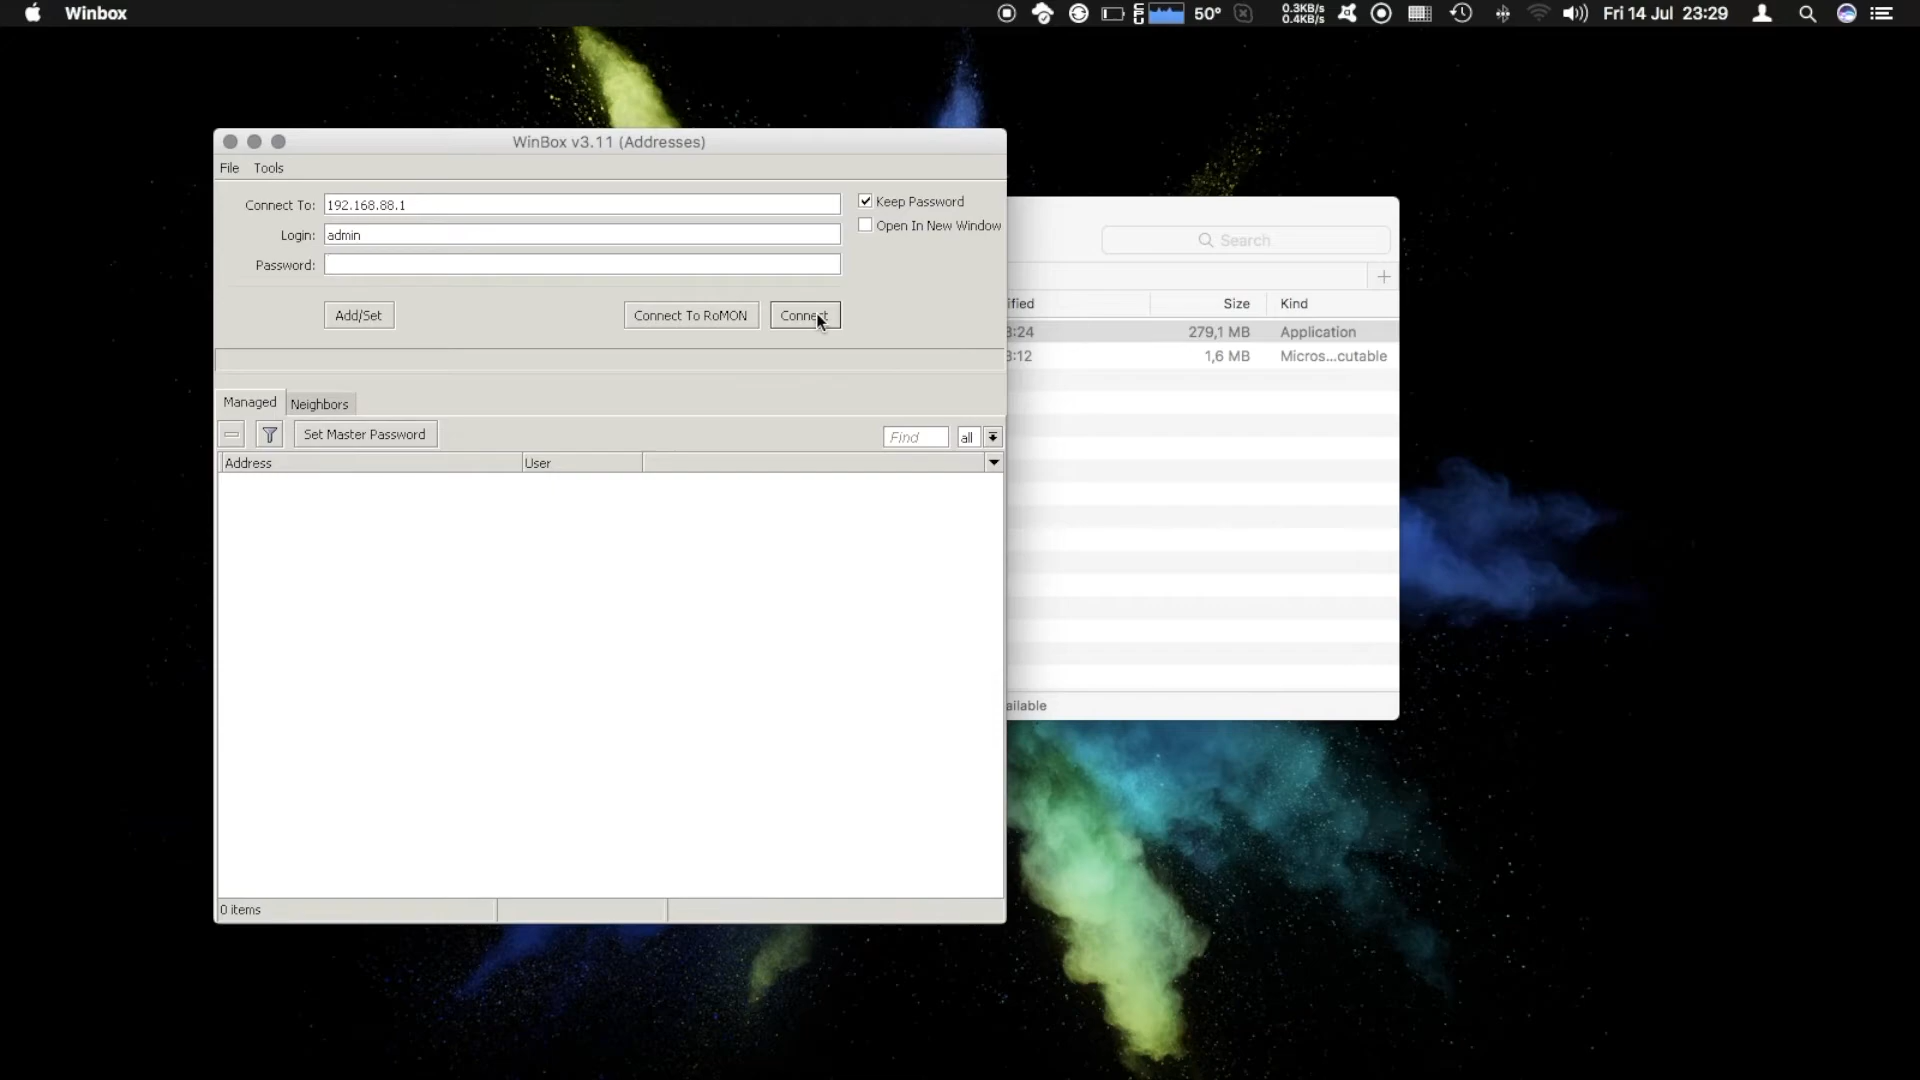 Winbox
50°
0.3KB/s
0.4KB/s
Fri 14 Jul 23:29
WinBox v3.11 (Addresses)
File Tools
Connect To: 192.168.88.1
Keep Password
Open In New Window
Login: admin
Password:
Add/Set
Connect To RoMON
Connect
Managed
Neighbors
Set Master Password
Find
all
Address
User
0 items
Search
ified
Size
Kind
3:24
279,1 MB
Application
3:12
1,6 MB
Micros...cutable
ailable